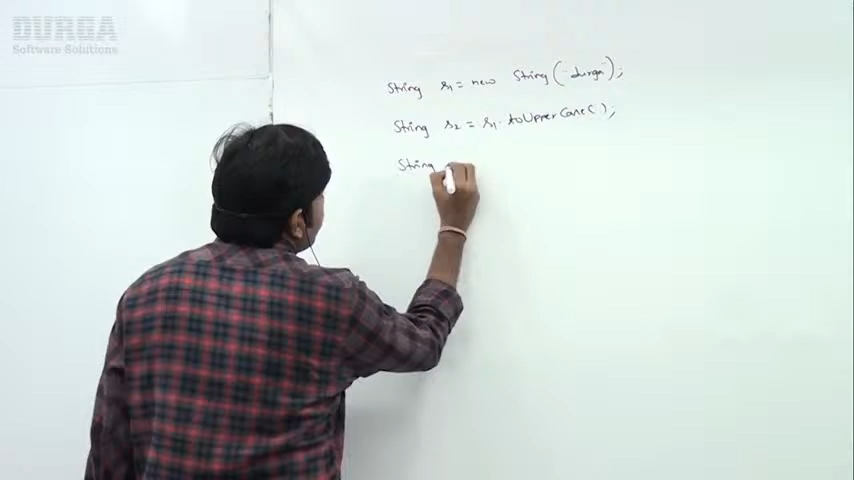 DURGA
Software Solutions
String s1 = new String("durga");
String s2 = s1.toUpperCase();
String